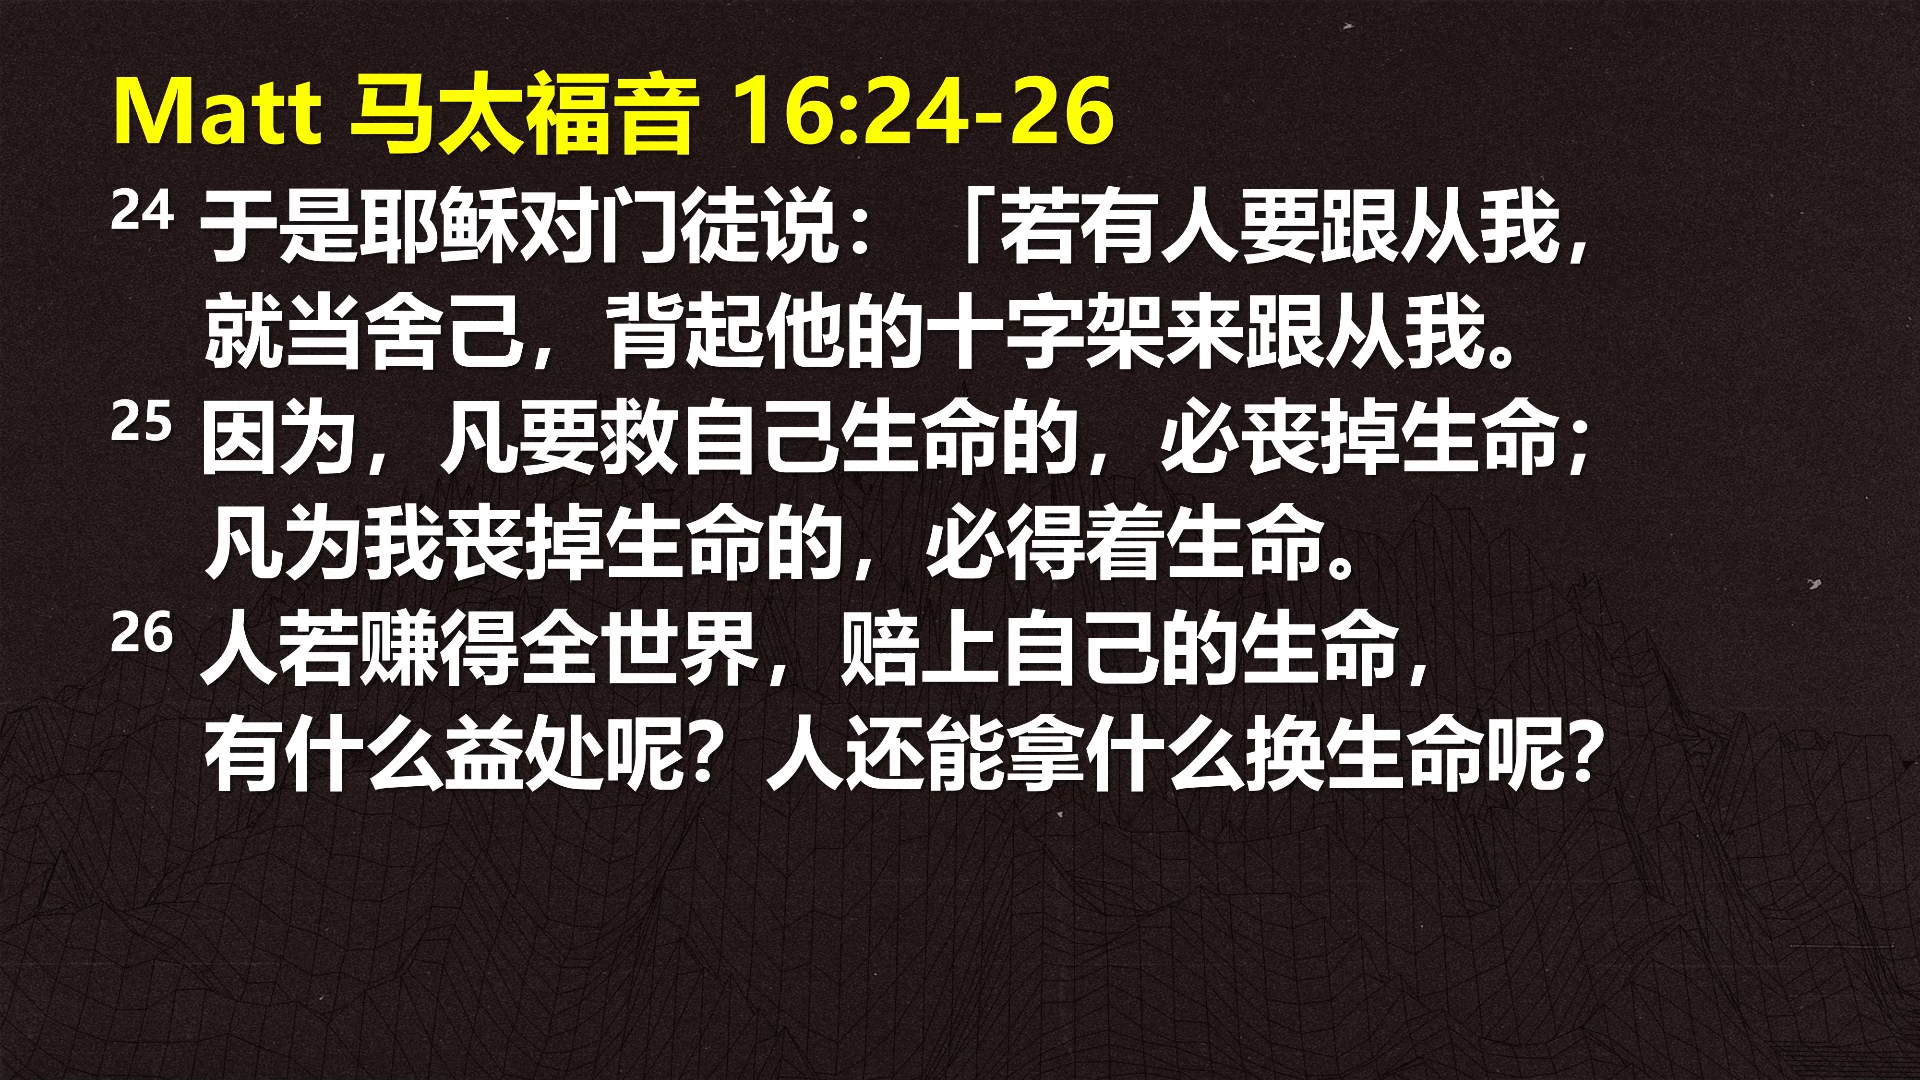 Matt 马太福音 16:24-26
24 于是耶稣对门徒说：「若有人要跟从我，
就当舍己，背起他的十字架来跟从我。
25 因为，凡要救自己生命的，必丧掉生命；
凡为我丧掉生命的，必得着生命。
26 人若赚得全世界，赔上自己的生命，
有什么益处呢？人还能拿什么换生命呢？